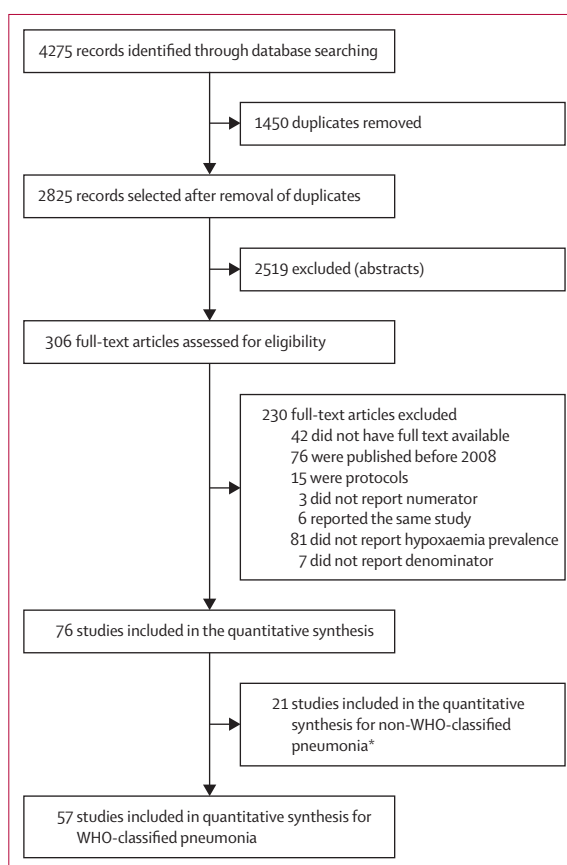 4275 records identified through database searching
1450 duplicates removed
2825 records selected after removal of duplicates
2519 excluded (abstracts)
306 full-text articles assessed for eligibility
230 full-text articles excluded
42 did not have full text available
76 were published before 2008
15 were protocols
3 did not report numerator
6 reported the same study
81 did not report hypoxaemia prevalence
7 did not report denominator
76 studies included in the quantitative synthesis
21 studies included in the quantitative
synthesis for non-WHO-classified
pneumonia*
57 studies included in quantitative synthesis for
WHO-classified pneumonia